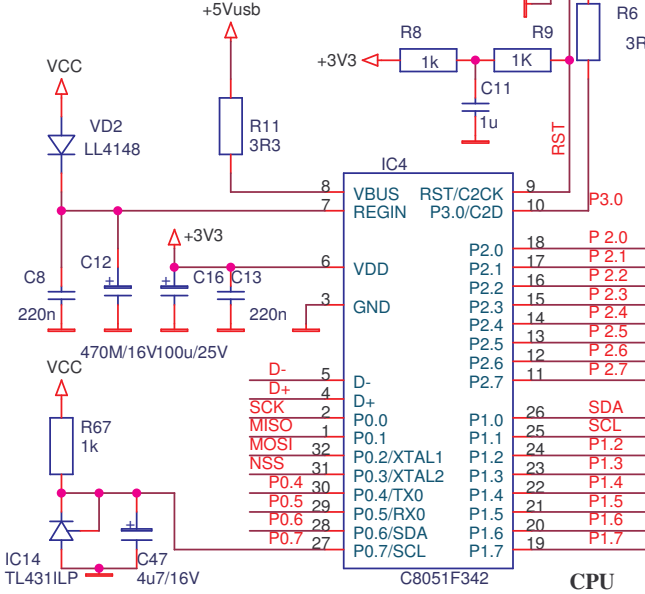 +5Vusb
R6
R8
R9
3R
+3V3
1k
1K
VCC
C11
1u
VD2
R11
LL4148
3R3
RST
IC4
8
VBUS
RST/C2CK
9
7
REGIN
P3.0/C2D
10
P3.0
+3V3
18
P 2.0
P2.0
17
P 2.1
P2.1
16
P 2.2
P2.2
15
P 2.3
P2.3
14
P 2.4
P2.4
13
P 2.5
P2.5
12
P 2.6
P2.6
11
P 2.7
P2.7
C8
C12
C16
C13
6
VDD
3
GND
220n
220n
470M/16V
100u/25V
VCC
D-
5
D-
D+
4
D+
SCK
2
P0.0
P1.0
26
SDA
MISO
1
P0.1
P1.1
25
SCL
MOSI
32
P0.2/XTAL1
P1.2
24
P1.2
NSS
31
P0.3/XTAL2
P1.3
23
P1.3
P0.4
30
P0.4/TX0
P1.4
22
P1.4
P0.5
29
P0.5/RX0
P1.5
21
P1.5
P0.6
28
P0.6/SDA
P1.6
20
P1.6
P0.7
27
P0.7/SCL
P1.7
19
P1.7
R67
1k
IC14
C47
TL431ILP
4u7/16V
C8051F342
CPU